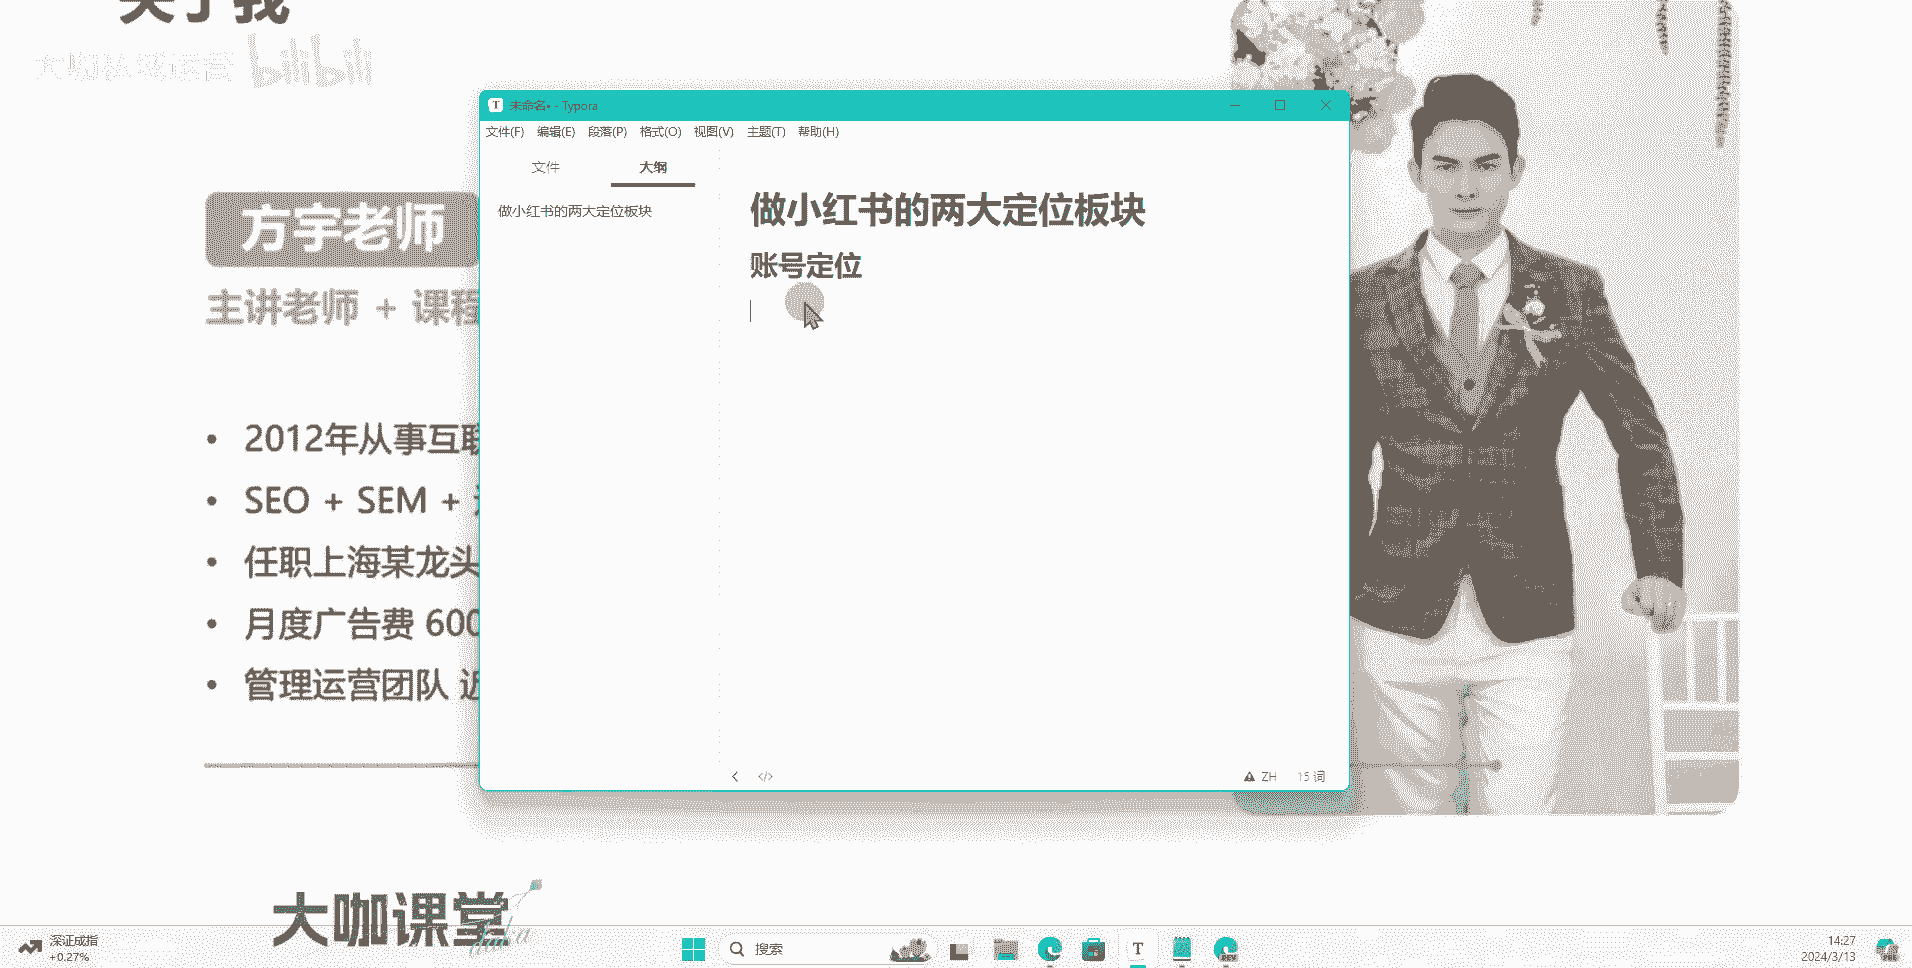 关于我
大咖私域运营 bilibili
未命名• - Typora
文件(F) 编辑(E) 段落(P) 格式(O) 视图(V) 主题(T) 帮助(H)
文件 大纲
做小红书的两大定位板块
做小红书的两大定位板块
账号定位
方宇老师
主讲老师 + 课程
• 2012年从事互联
• SEO + SEM +
• 任职上海某龙头
• 月度广告费 600
• 管理运营团队 近
ZH 15 词
大咖课堂
深证成指
+0.27%
搜索
14:27
2024/3/13